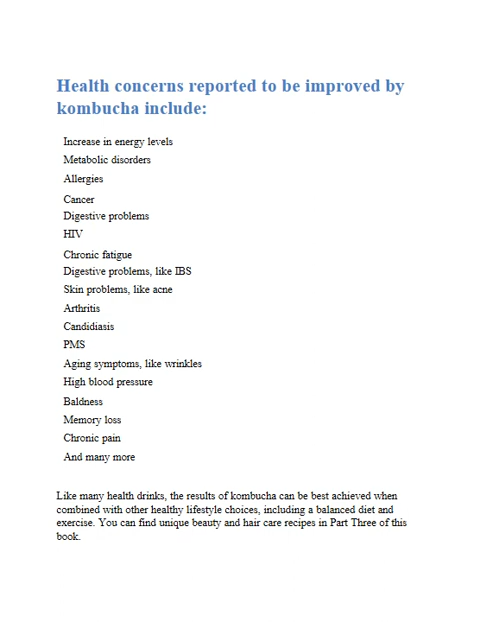 Health concerns reported to be improved by
kombucha include:
Increase in energy levels
Metabolic disorders
Allergies
Cancer
Digestive problems
HIV
Chronic fatigue
Digestive problems, like IBS
Skin problems, like acne
Arthritis
Candidiasis
PMS
Aging symptoms, like wrinkles
High blood pressure
Baldness
Memory loss
Chronic pain
And many more
Like many health drinks, the results of kombucha can be best achieved when
combined with other healthy lifestyle choices, including a balanced diet and
exercise. You can find unique beauty and hair care recipes in Part Three of this
book.